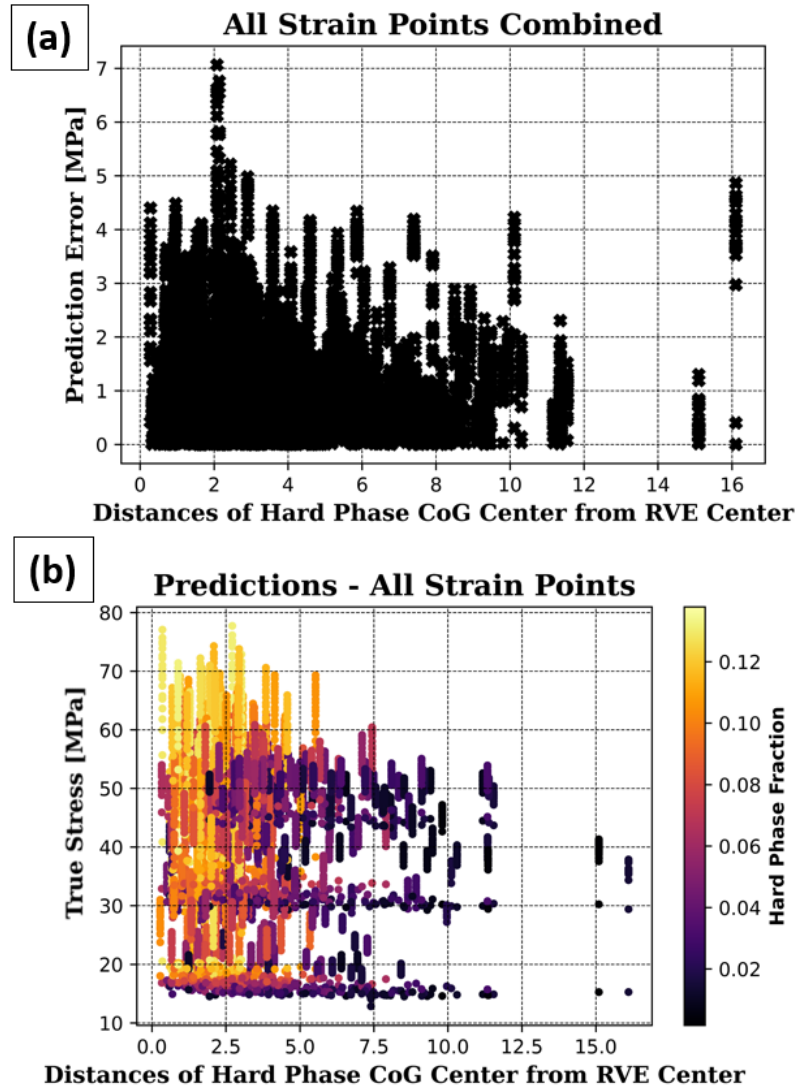 (a)
All Strain Points Combined
Prediction Error [MPa]
7
6
5
4
3
2
1
0
0 2 4 6 8 10 12 14 16
Distances of Hard Phase CoG Center from RVE Center
(b)
Predictions - All Strain Points
True Stress [MPa]
80
70
60
50
40
30
20
10
0.0 2.5 5.0 7.5 10.0 12.5 15.0
Distances of Hard Phase CoG Center from RVE Center
0.12
0.10
0.08
0.06
0.04
0.02
Hard Phase Fraction